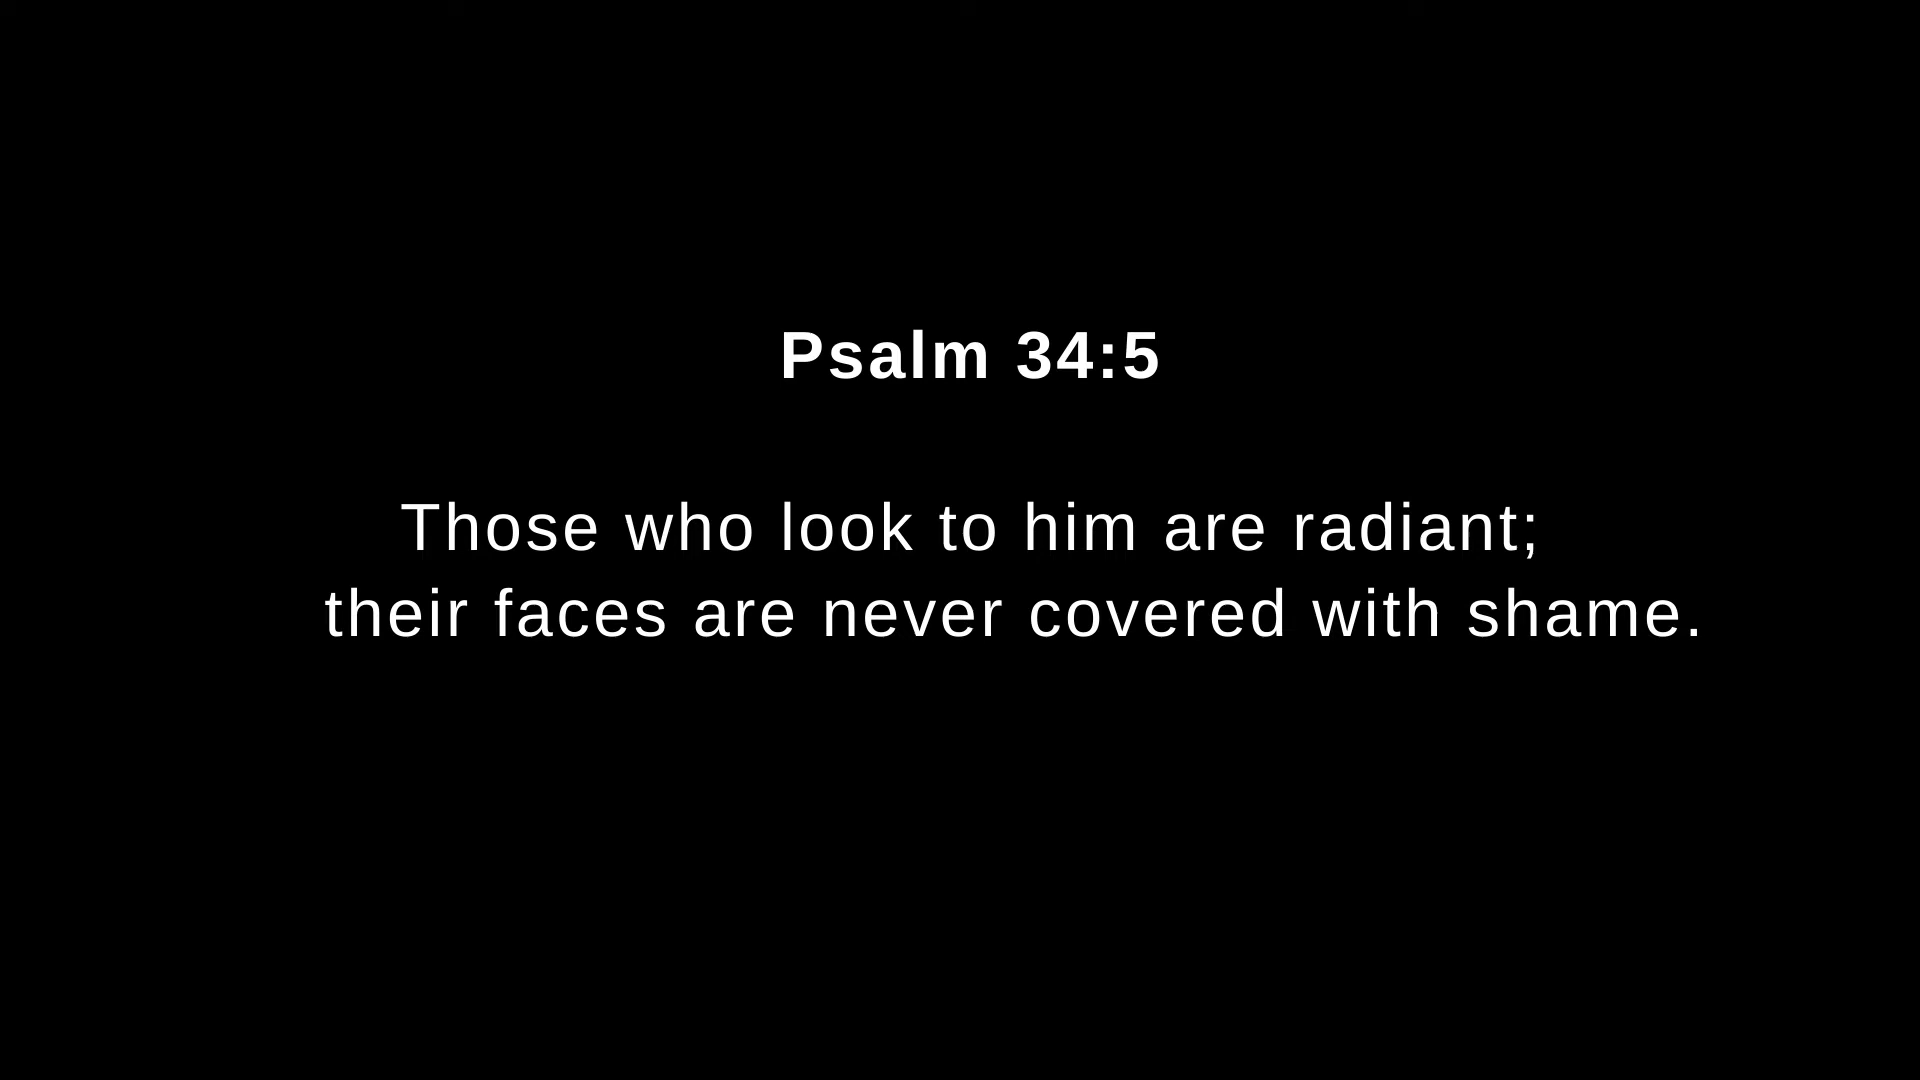 Psalm 34:5
Those who look to him are radiant;
their faces are never covered with shame.